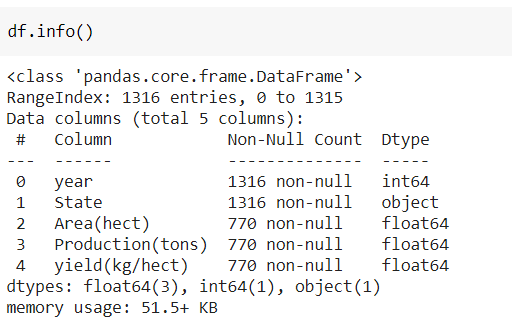 df.info()
<class 'pandas.core.frame.DataFrame'>
RangeIndex: 1316 entries, 0 to 1315
Data columns (total 5 columns):
 #   Column           Non-Null Count  Dtype
---  ------           --------------  -----
 0   year             1316 non-null   int64
 1   State            1316 non-null   object
 2   Area(hect)       770 non-null    float64
 3   Production(tons)  770 non-null    float64
 4   yield(kg/hect)   770 non-null    float64
dtypes: float64(3), int64(1), object(1)
memory usage: 51.5+ KB